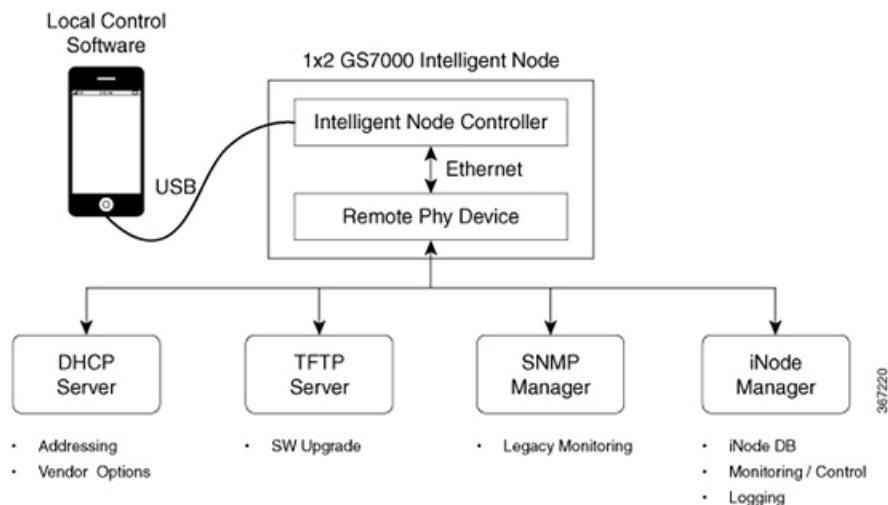 Local Control
Software
1x2 GS7000 Intelligent Node
Intelligent Node Controller
Ethernet
USB
Remote Phy Device
DHCP
Server
TFTP
Server
SNMP
Manager
iNode
Manager
• Addressing
• Vendor Options
• SW Upgrade
• Legacy Monitoring
• iNode DB
• Monitoring / Control
• Logging
367220